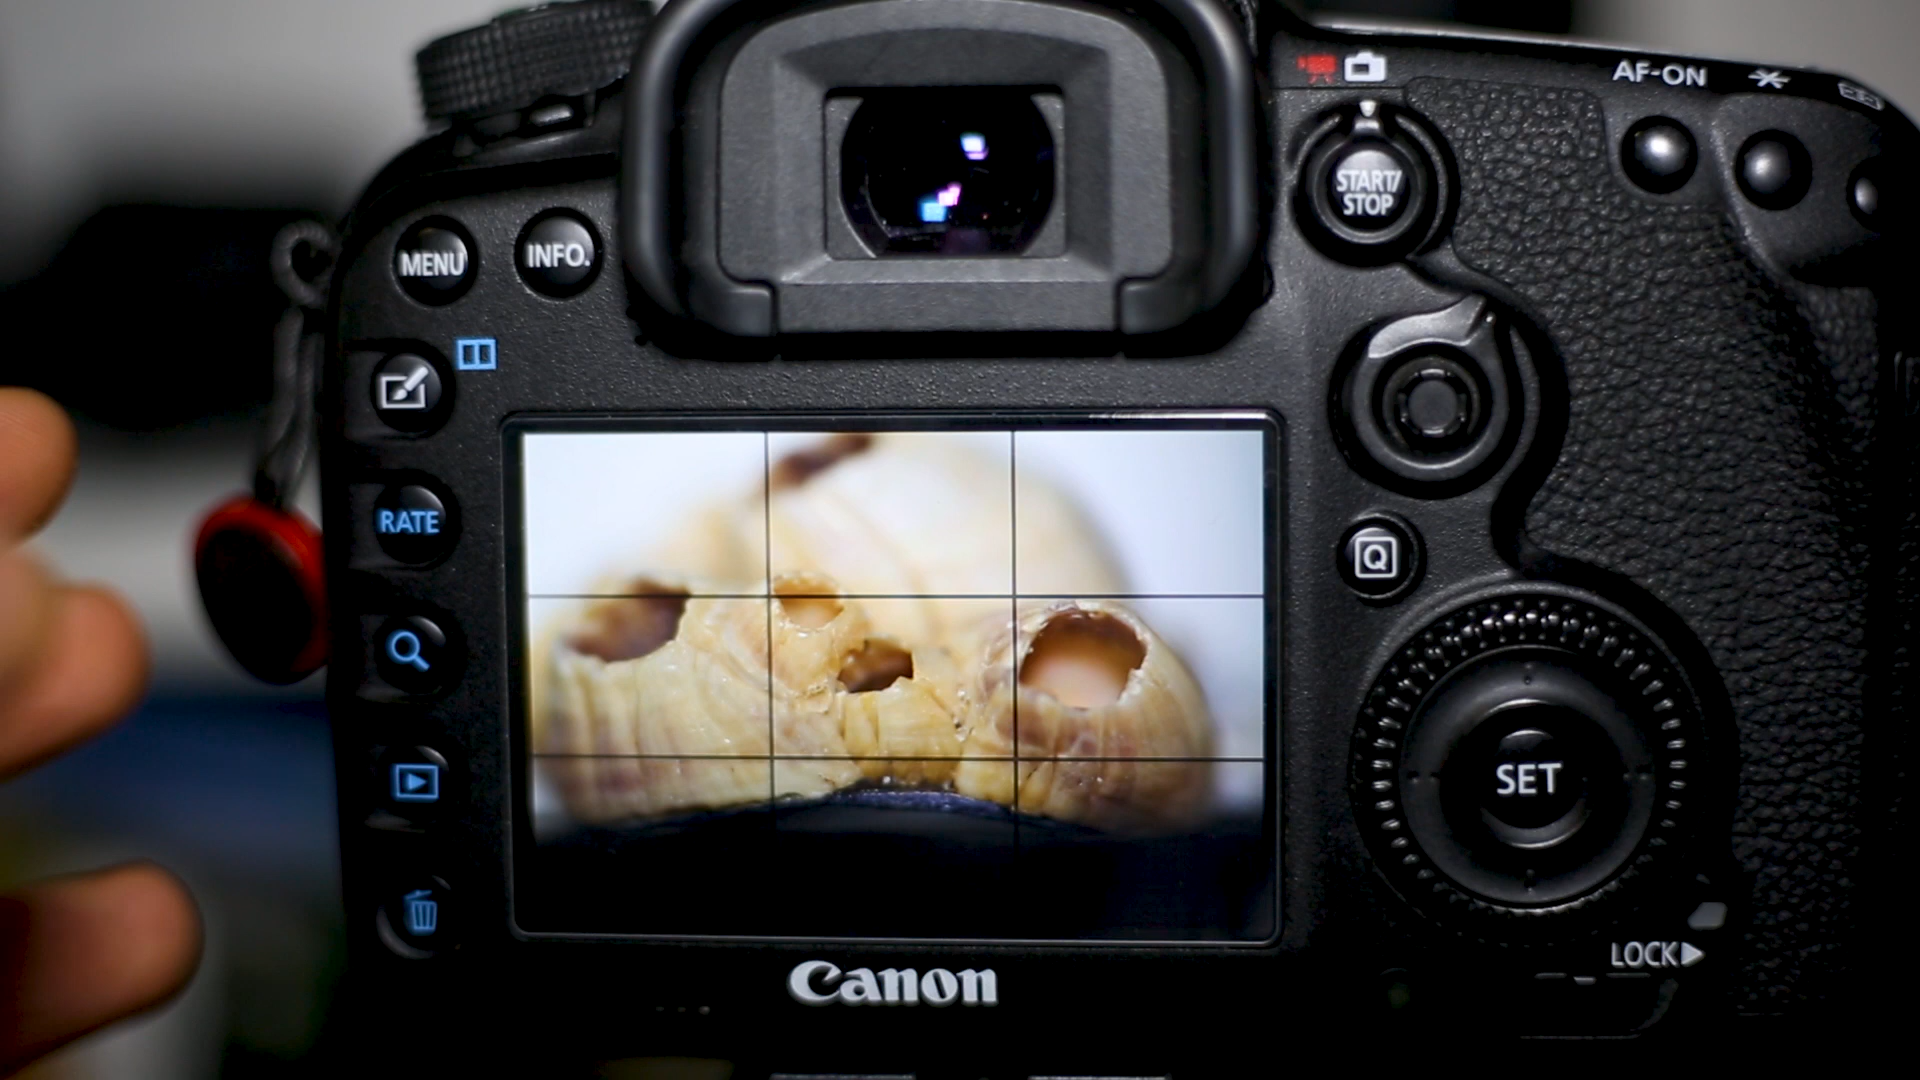 AF-ON
START/
STOP
MENU
INFO.
RATE
Q
SET
LOCK
Canon